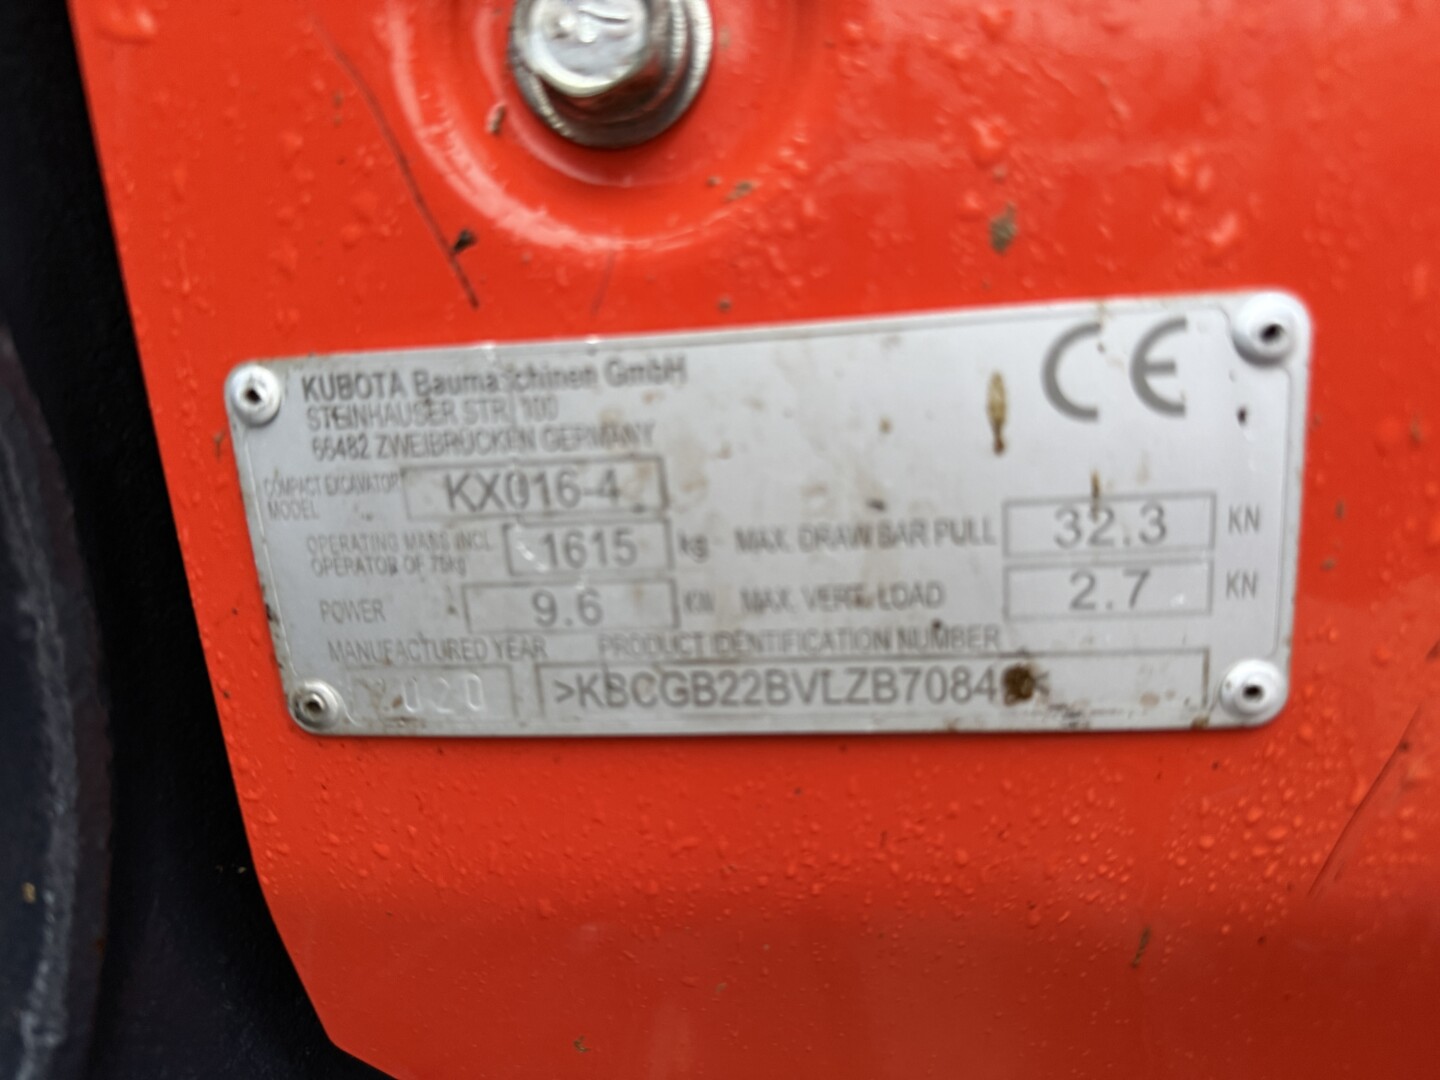 KUBOTA Baumaschinen GmbH
STEINHAUSER STR. 100
66482 ZWEIBRÜCKEN GERMANY
CE
COMPACT EXCAVATOR MODEL KX016-4
OPERATING MASS INCL. OPERATOR OF 75kg 1615 kg MAX. DRAW BAR PULL 32.3 KN
POWER 9.6 KW MAX. VERT. LOAD 2.7 KN
MANUFACTURED YEAR PRODUCT IDENTIFICATION NUMBER
2020